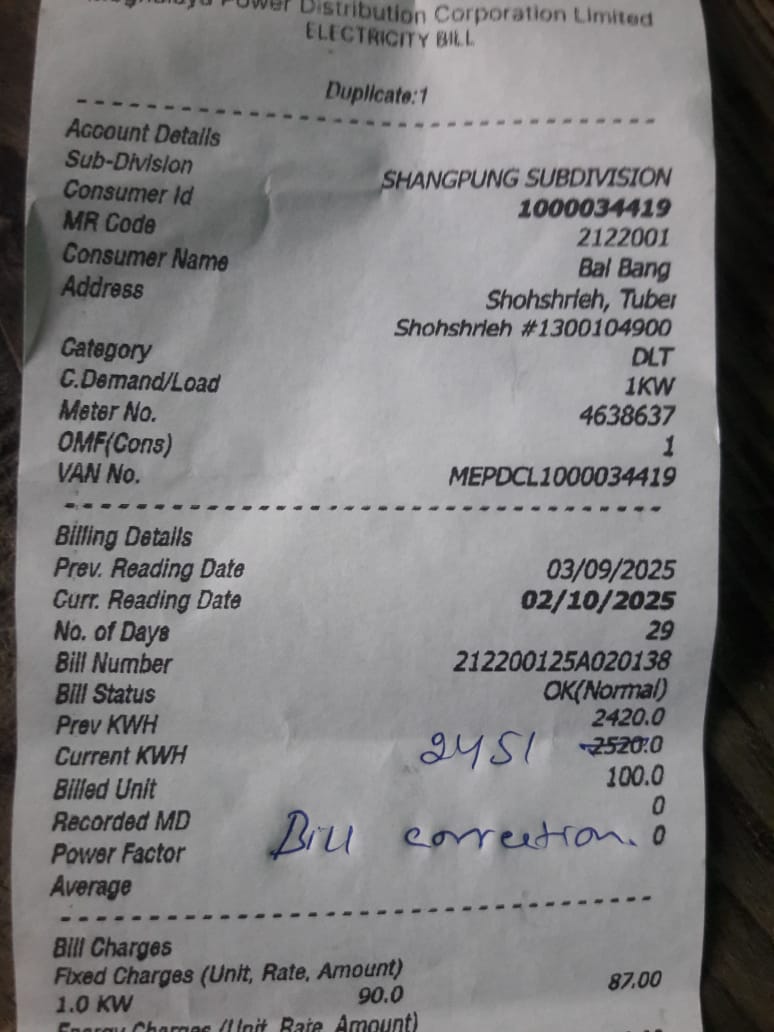 Power Distribution Corporation Limited
ELECTRICITY BILL
Duplicate:1
Account Details
Sub-Division SHANGPUNG SUBDIVISION
Consumer Id 1000034419
MR Code 2122001
Consumer Name Bal Bang
Address Shohshrieh, Tuber
Shohshrieh #1300104900
Category DLT
C.Demand/Load 1KW
Meter No. 4638637
OMF(Cons) 1
VAN No. MEPDCL1000034419
Billing Details
Prev. Reading Date 03/09/2025
Curr. Reading Date 02/10/2025
No. of Days 29
Bill Number 212200125A020138
Bill Status OK(Normal)
Prev KWH 2420.0
Current KWH 2451 2520.0
Billed Unit 100.0
Recorded MD 0
Power Factor Bill correction. 0
Average
Bill Charges
Fixed Charges (Unit, Rate, Amount)
1.0 KW 90.0 87.00
Energy Charges (Unit, Rate, Amount)